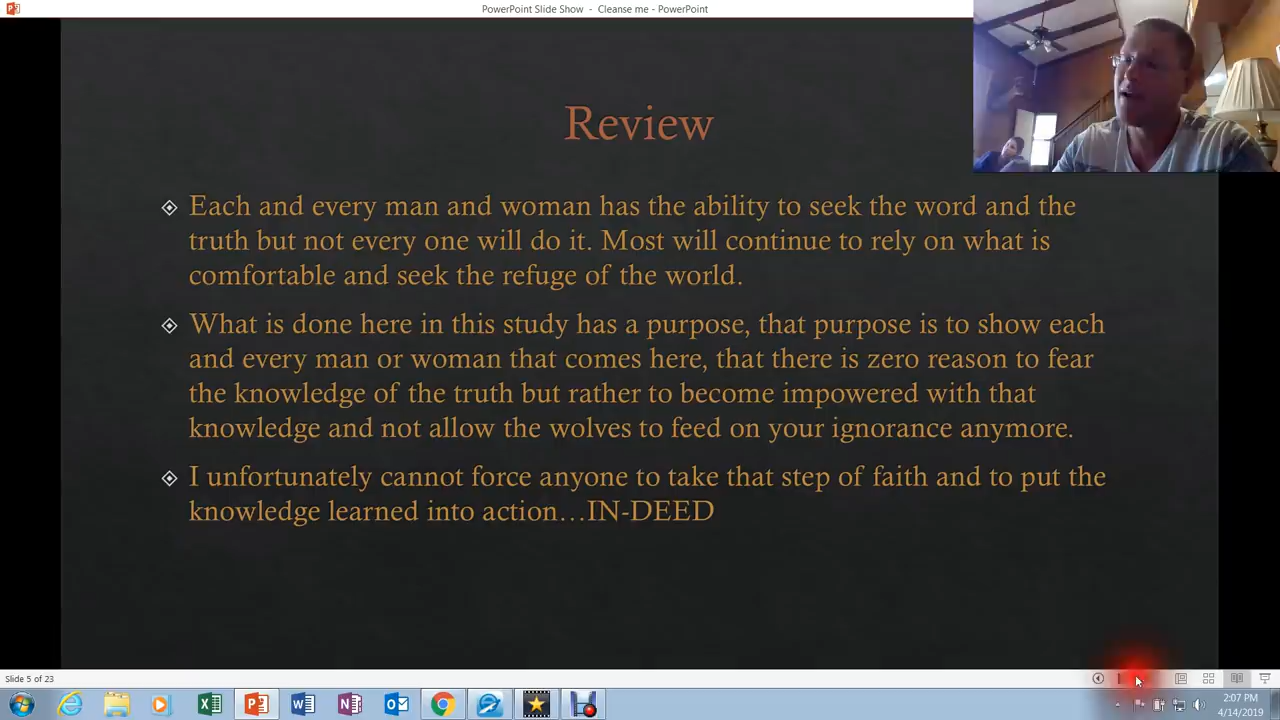 PowerPoint Slide Show - Cleanse me - PowerPoint
Review
Each and every man and woman has the ability to seek the word and the
truth but not every one will do it. Most will continue to rely on what is
comfortable and seek the refuge of the world.
What is done here in this study has a purpose, that purpose is to show each
and every man or woman that comes here, that there is zero reason to fear
the knowledge of the truth but rather to become impowered with that
knowledge and not allow the wolves to feed on your ignorance anymore.
I unfortunately cannot force anyone to take that step of faith and to put the
knowledge learned into action…IN-DEED
Slide 5 of 23
2:07 PM
4/14/2019